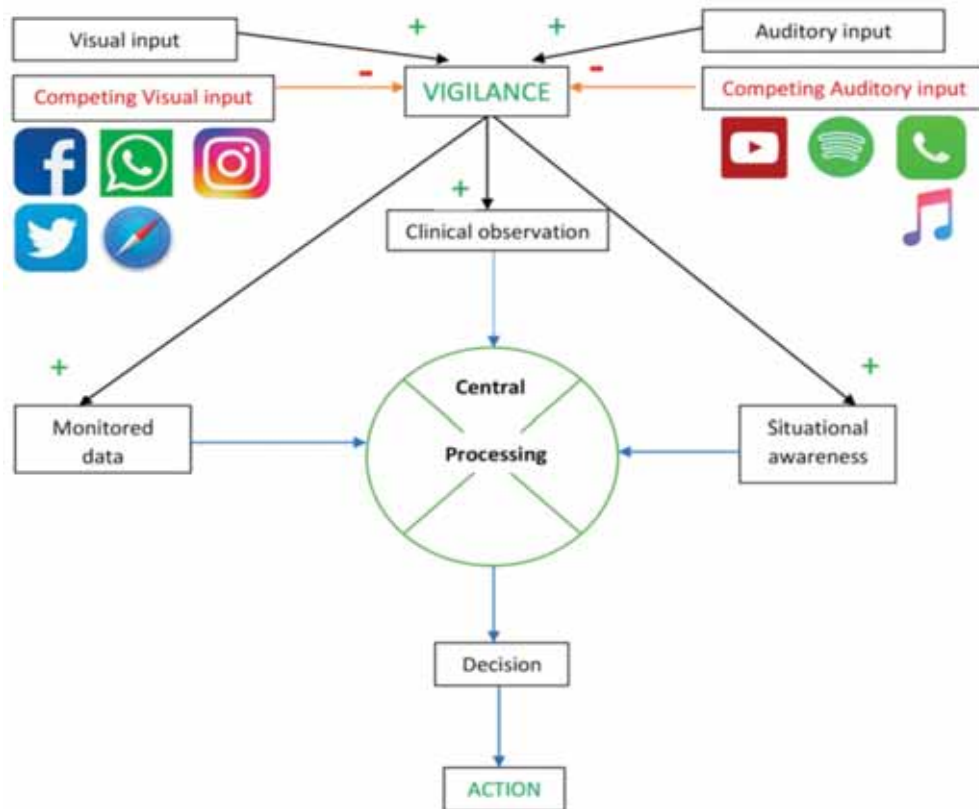 Visual input
+
+
Auditory input
-
-
Competing Visual input
VIGILANCE
Competing Auditory input
+
Clinical observation
+
+
Central
Monitored
data
Processing
Situational
awareness
Decision
ACTION